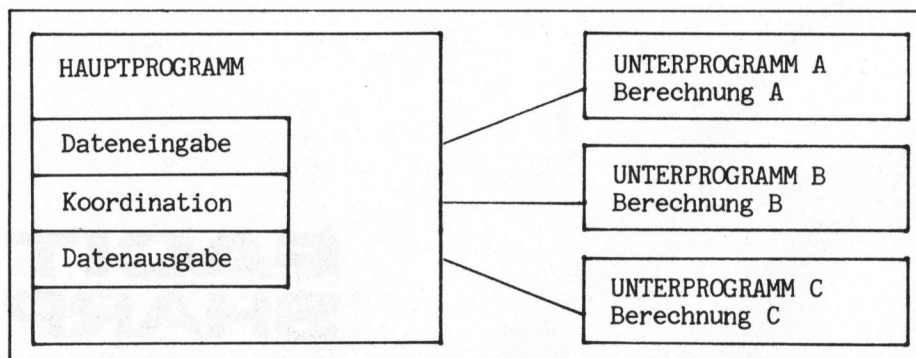 HAUPTPROGRAMM
Dateneingabe
Koordination
Datenausgabe
UNTERPROGRAMM A
Berechnung A
UNTERPROGRAMM B
Berechnung B
UNTERPROGRAMM C
Berechnung C